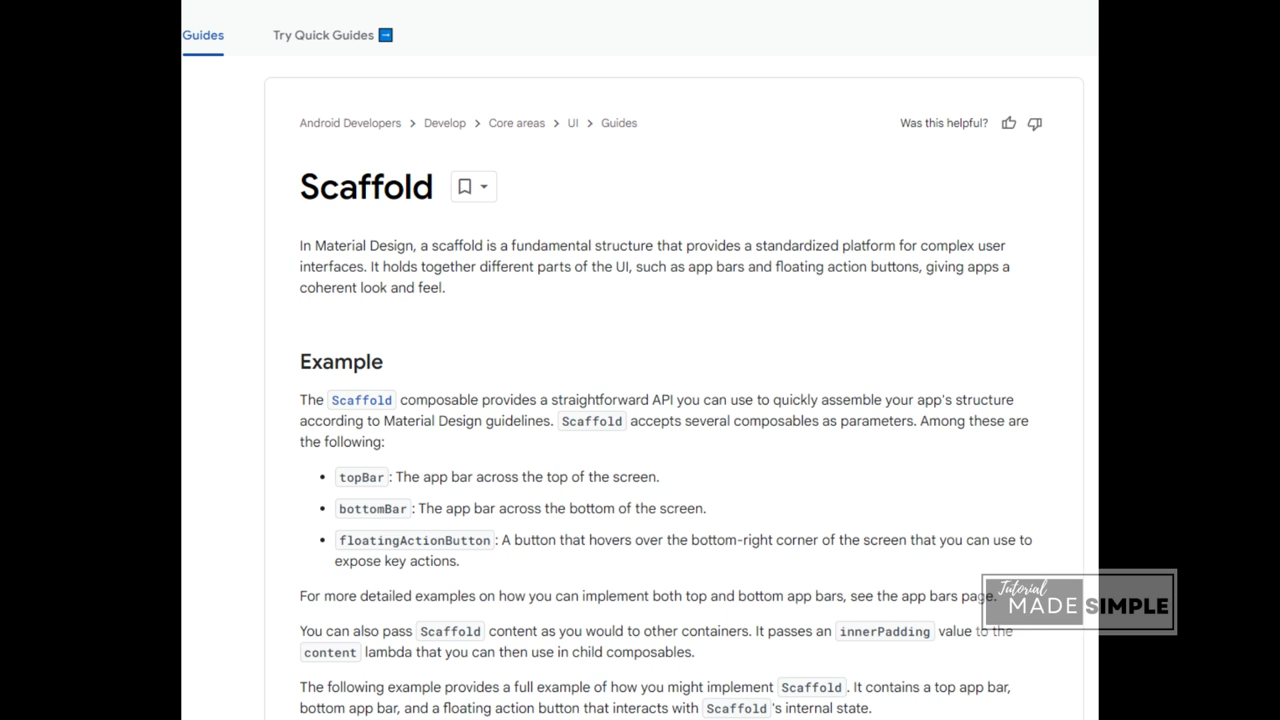 Guides Try Quick Guides
Android Developers > Develop > Core areas > UI > Guides Was this helpful?
Scaffold
In Material Design, a scaffold is a fundamental structure that provides a standardized platform for complex user
interfaces. It holds together different parts of the UI, such as app bars and floating action buttons, giving apps a
coherent look and feel.
Example
The Scaffold composable provides a straightforward API you can use to quickly assemble your app's structure
according to Material Design guidelines. Scaffold accepts several composables as parameters. Among these are
the following:
• topBar: The app bar across the top of the screen.
• bottomBar: The app bar across the bottom of the screen.
• floatingActionButton: A button that hovers over the bottom-right corner of the screen that you can use to
expose key actions.
For more detailed examples on how you can implement both top and bottom app bars, see the app bars page.
Tutorial
MADE SIMPLE
You can also pass Scaffold content as you would to other containers. It passes an innerPadding value to the
content lambda that you can then use in child composables.
The following example provides a full example of how you might implement Scaffold. It contains a top app bar,
bottom app bar, and a floating action button that interacts with Scaffold's internal state.